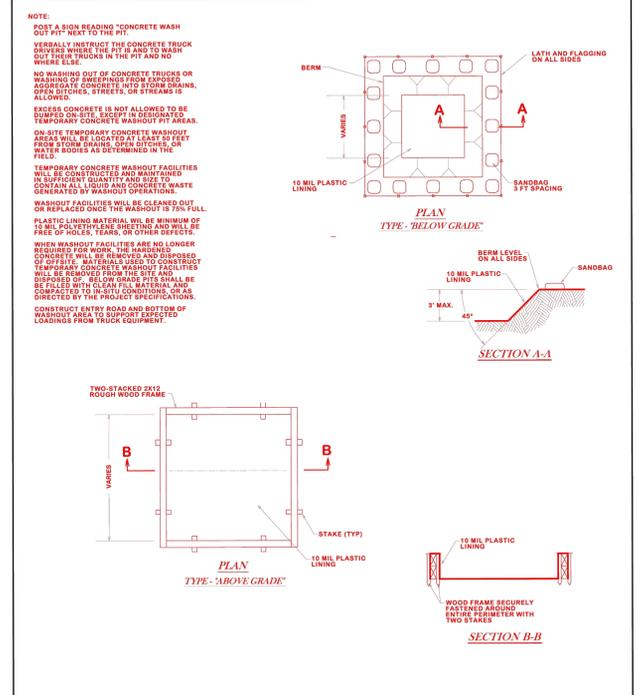 NOTE:
POST A SIGN READING "CONCRETE WASH
OUT PIT" NEXT TO THE PIT.
VERBALLY INSTRUCT THE CONCRETE TRUCK
DRIVERS WHERE THE PIT IS AND TO WASH
OUT THEIR TRUCKS IN THE PIT AND NO
WHERE ELSE.
NO WASHING OUT OF CONCRETE TRUCKS OR
WASHING OF SWEEPINGS FROM EXPOSED
AGGREGATE CONCRETE INTO STORM DRAINS,
OPEN DITCHES, STREETS, OR STREAMS IS
ALLOWED.
EXCESS CONCRETE IS NOT ALLOWED TO BE
DUMPED ON-SITE, EXCEPT IN DESIGNATED
TEMPORARY CONCRETE WASHOUT PIT AREAS.
ON-SITE TEMPORARY CONCRETE WASHOUT
AREAS WILL BE LOCATED AT LEAST 50 FEET
FROM STORM DRAINS, OPEN DITCHES, OR
WATER BODIES AS DETERMINED IN THE
FIELD.
TEMPORARY CONCRETE WASHOUT FACILITIES
WILL BE CONSTRUCTED AND MAINTAINED
IN SUFFICIENT QUANTITY AND SIZE TO
CONTAIN ALL LIQUID AND CONCRETE WASTE
GENERATED BY WASHOUT OPERATIONS.
WASHOUT FACILITIES WILL BE CLEANED OUT
OR REPLACED ONCE THE WASHOUT IS 75% FULL.
PLASTIC LINING MATERIAL WIL BE MINIMUM OF
10 MIL POLYETHYLENE SHEETING AND WILL BE
FREE OF HOLES, TEARS, OR OTHER DEFECTS.
WHEN WASHOUT FACILITIES ARE NO LONGER
REQUIRED FOR WORK, THE HARDENED
CONCRETE WILL BE REMOVED AND DISPOSED
OF OFFSITE. MATERIALS USED TO CONSTRUCT
TEMPORARY CONCRETE WASHOUT FACILITIES
WILL BE REMOVED FROM THE SITE AND
DISPOSED OF. BELOW GRADE PITS SHALL BE
BE FILLED WITH CLEAN FILL MATERIAL AND
COMPACTED TO IN-SITU CONDITIONS, OR AS
DIRECTED BY THE PROJECT SPECIFICATIONS.
CONSTRUCT ENTRY ROAD AND BOTTOM OF
WASHOUT AREA TO SUPPORT EXPECTED
LOADINGS FROM TRUCK EQUIPMENT.
BERM
LATH AND FLAGGING
ON ALL SIDES
A
A
VARIES
10 MIL PLASTIC
LINING
SANDBAG
3 FT SPACING
PLAN
TYPE - "BELOW GRADE"
BERM LEVEL
ON ALL SIDES
10 MIL PLASTIC
LINING
SANDBAG
3' MAX.
45°
SECTION A-A
TWO-STACKED 2X12
ROUGH WOOD FRAME
B
B
VARIES
STAKE (TYP)
10 MIL PLASTIC
LINING
PLAN
TYPE - "ABOVE GRADE"
10 MIL PLASTIC
LINING
WOOD FRAME SECURELY
FASTENED AROUND
ENTIRE PERIMETER WITH
TWO STAKES
SECTION B-B